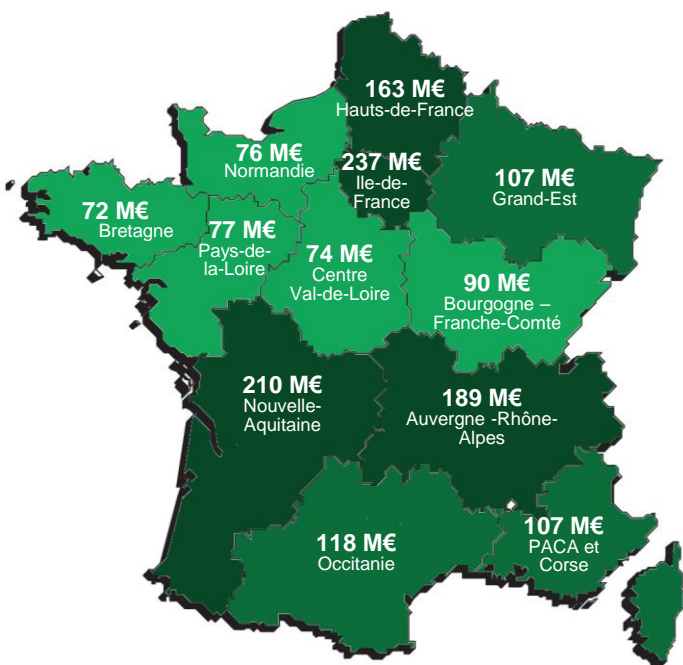 163 M€
Hauts-de-France
76 M€
Normandie
237 M€
Ile-de-
France
107 M€
Grand-Est
72 M€
Bretagne
77 M€
Pays-de-
la-Loire
74 M€
Centre
Val-de-Loire
90 M€
Bourgogne –
Franche-Comté
210 M€
Nouvelle-
Aquitaine
189 M€
Auvergne -Rhône-
Alpes
118 M€
Occitanie
107 M€
PACA et
Corse